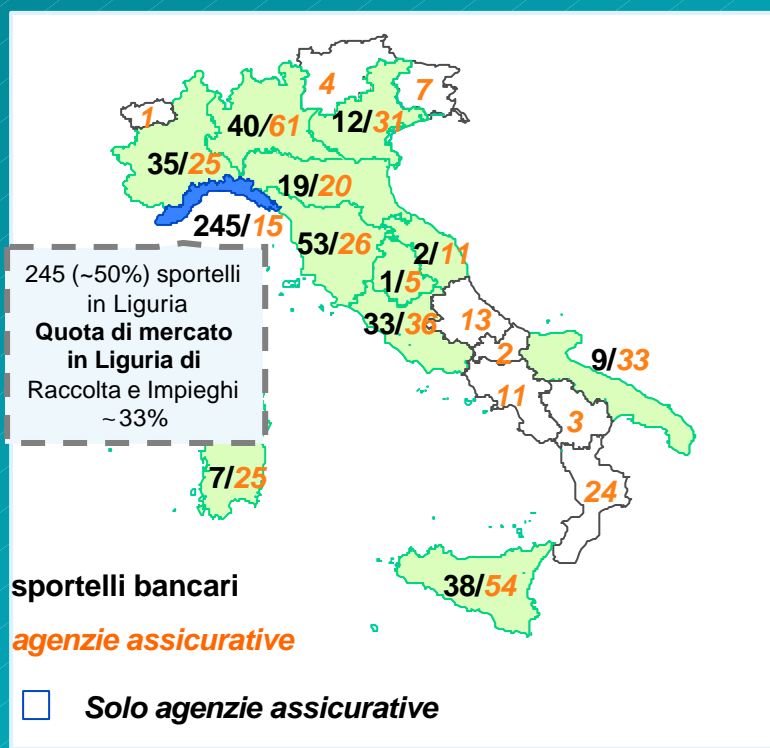 4
7
1
40/61
12/31
35/25
19/20
245/15
53/26
2/11
1/5
245 (~50%) sportelli
in Liguria
Quota di mercato
in Liguria di
Raccolta e Impieghi
~33%
33/36
13
2
9/33
11
3
7/25
24
38/54
sportelli bancari
agenzie assicurative
Solo agenzie assicurative